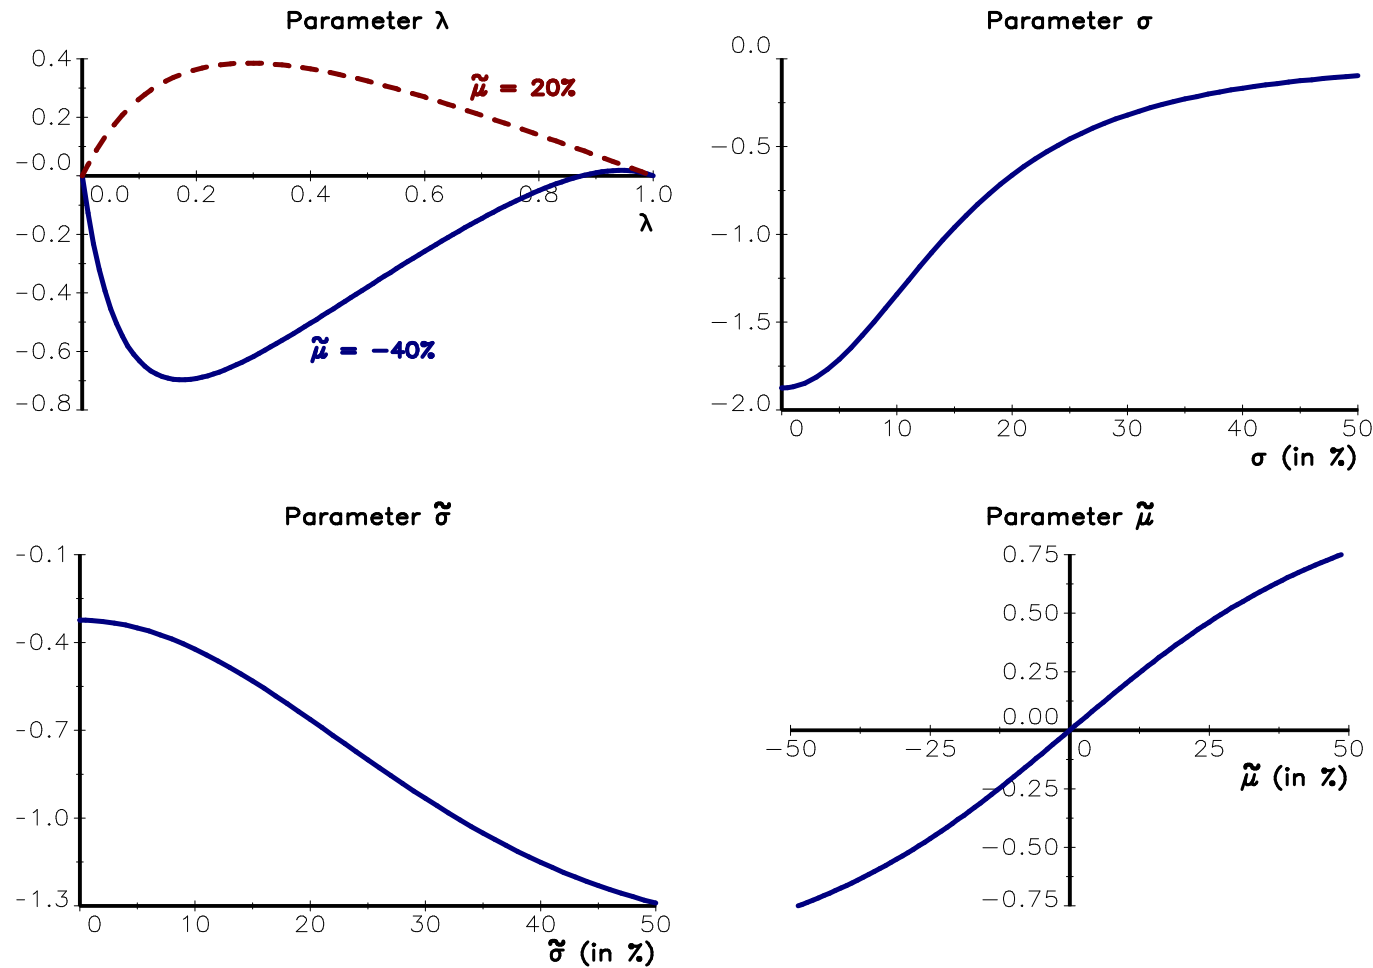 Parameter λ
0.4
0.2
-0.0
-0.2
-0.4
-0.6
-0.8
0.0 0.2 0.4 0.6 0.8 1.0
λ
μ̃ = 20%
μ̃ = −40%
Parameter σ
0.0
−0.5
−1.0
−1.5
−2.0
0 10 20 30 40 50
σ (in %)
Parameter σ̃
-0.1
-0.4
-0.7
-1.0
-1.3
0 10 20 30 40 50
σ̃ (in %)
Parameter μ̃
0.75
0.50
0.25
0.00
−50 −25 0 25 50
μ̃ (in %)
−0.25
−0.50
−0.75